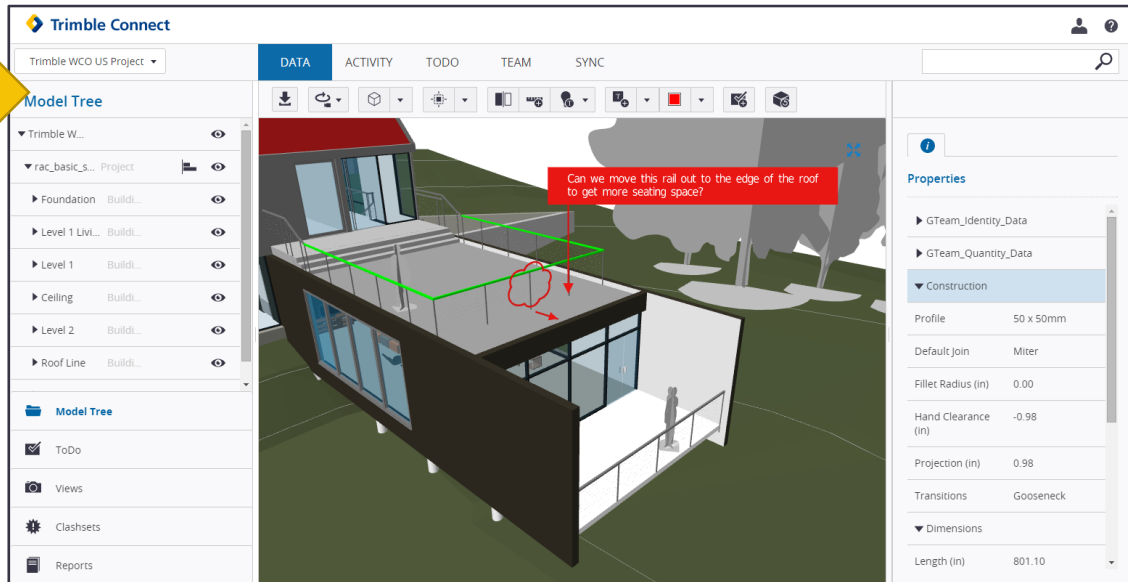 Trimble Connect
Trimble WCO US Project
DATA ACTIVITY TODO TEAM SYNC
Model Tree
Trimble W...
rac_basic_s... Project
Foundation Buildi...
Level 1 Livi... Buildi...
Level 1 Buildi...
Ceiling Buildi...
Level 2 Buildi...
Roof Line Buildi...
Model Tree
ToDo
Views
Clashsets
Reports
Can we move this rail out to the edge of the roof
to get more seating space?
Properties
GTeam_Identity_Data
GTeam_Quantity_Data
Construction
Profile 50 x 50mm
Default Join Miter
Fillet Radius (in) 0.00
Hand Clearance -0.98
(in)
Projection (in) 0.98
Transitions Gooseneck
Dimensions
Length (in) 801.10